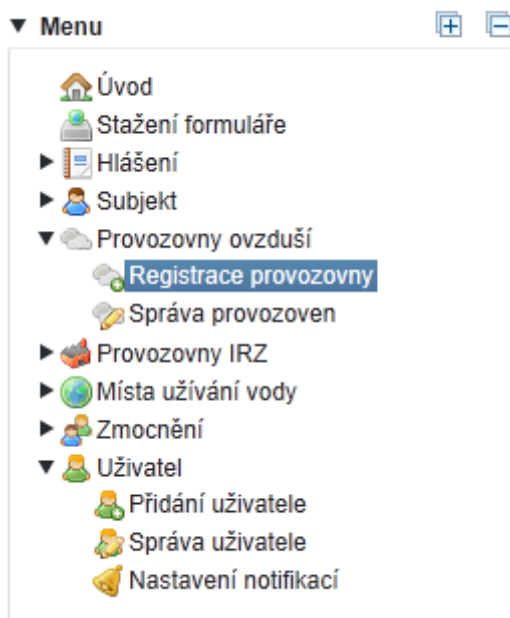 Menu
Úvod
Stažení formuláře
Hlášení
Subjekt
Provozovny ovzduší
Registrace provozovny
Správa provozoven
Provozovny IRZ
Místa užívání vody
Zmocnění
Uživatel
Přidání uživatele
Správa uživatele
Nastavení notifikací